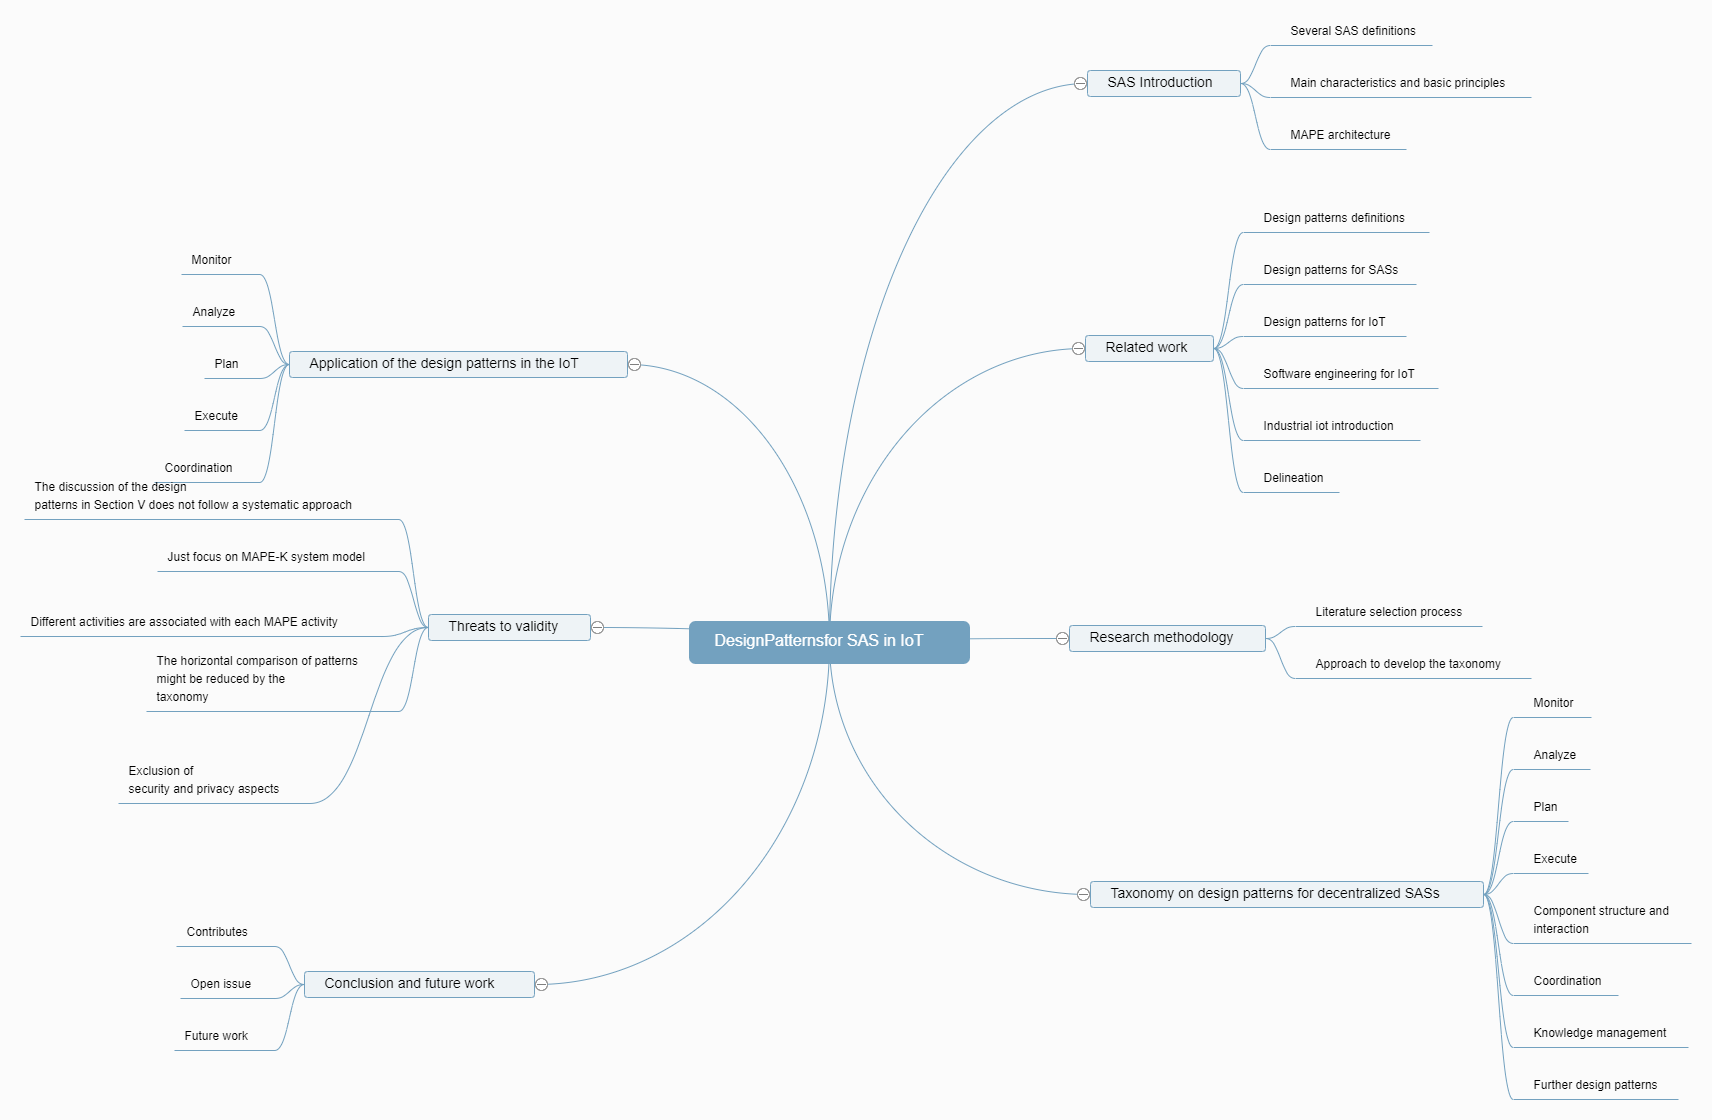 DesignPatternsfor SAS in IoT
SAS Introduction
Several SAS definitions
Main characteristics and basic principles
MAPE architecture
Related work
Design patterns definitions
Design patterns for SASs
Design patterns for IoT
Software engineering for IoT
Industrial iot introduction
Delineation
Research methodology
Literature selection process
Approach to develop the taxonomy
Taxonomy on design patterns for decentralized SASs
Monitor
Analyze
Plan
Execute
Component structure and
interaction
Coordination
Knowledge management
Further design patterns
Application of the design patterns in the IoT
Monitor
Analyze
Plan
Execute
Coordination
Threats to validity
The discussion of the design
patterns in Section V does not follow a systematic approach
Just focus on MAPE-K system model
Different activities are associated with each MAPE activity
The horizontal comparison of patterns
might be reduced by the
taxonomy
Exclusion of
security and privacy aspects
Conclusion and future work
Contributes
Open issue
Future work